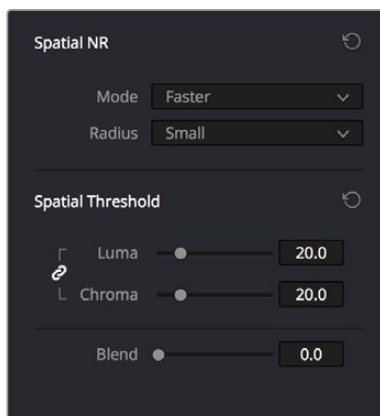 Spatial NR
Mode Faster
Radius Small
Spatial Threshold
Luma 20.0
Chroma 20.0
Blend 0.0